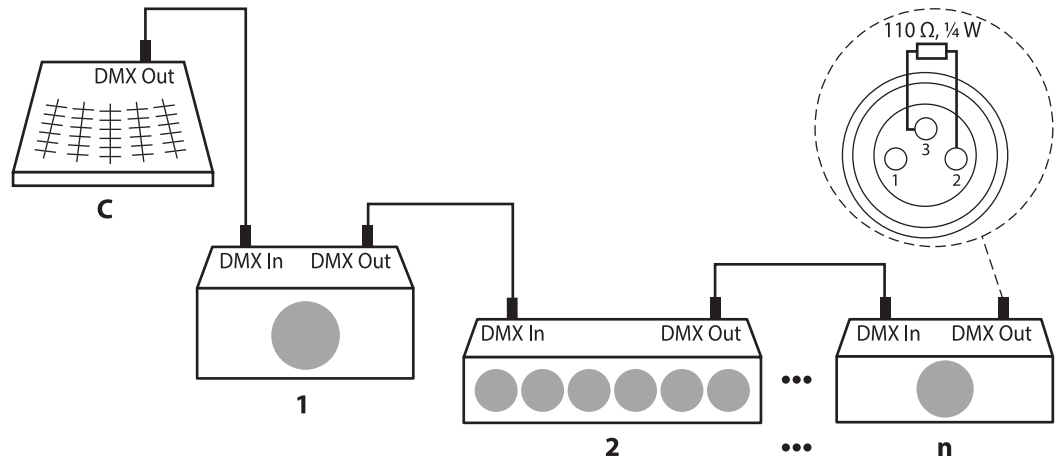 110 Ω, ¼ W
DMX Out
3
1 2
C
DMX In DMX Out
DMX In DMX Out
DMX In DMX Out
•••
1
2 ••• n